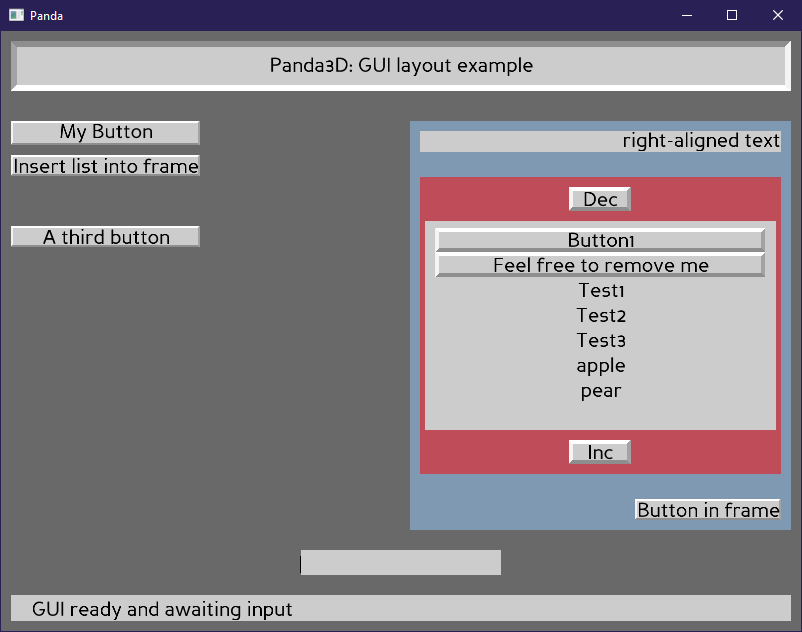 Panda
Panda3D: GUI layout example
My Button
Insert list into frame
A third button
right-aligned text
Dec
Button1
Feel free to remove me
Test1
Test2
Test3
apple
pear
Inc
Button in frame
GUI ready and awaiting input